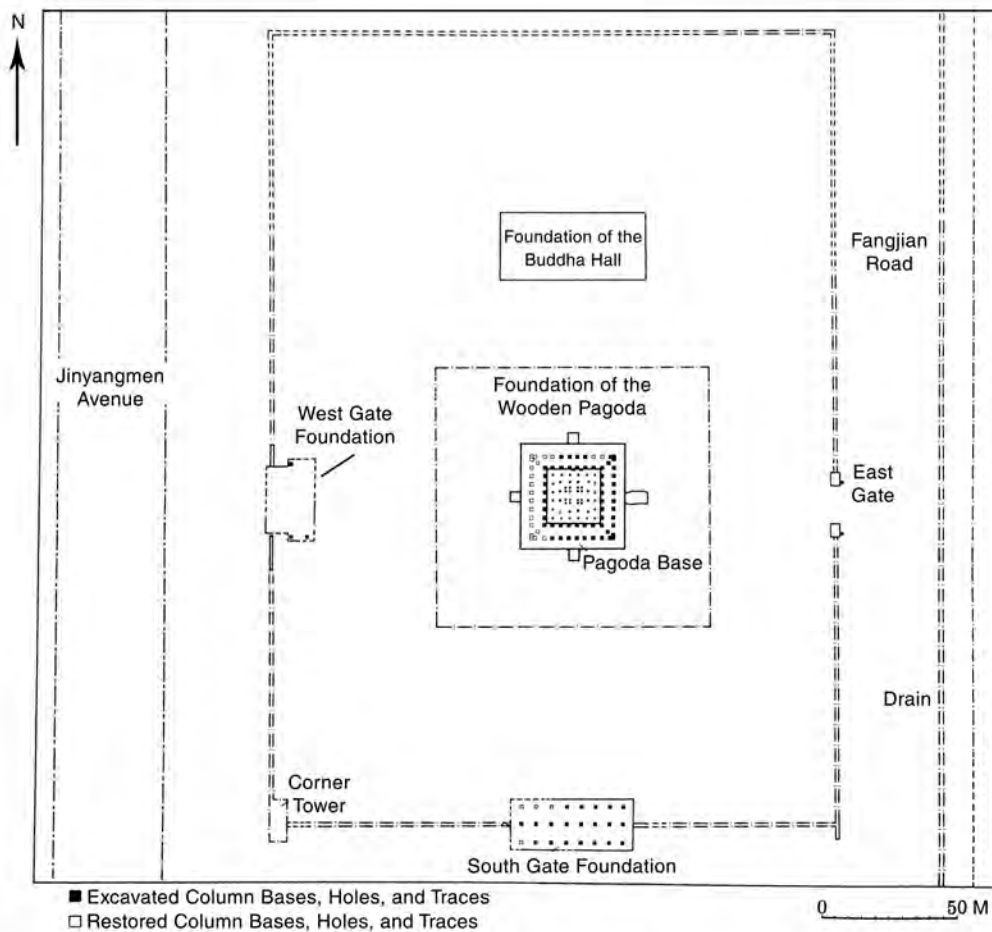 N
Foundation of the
Buddha Hall
Fangjian
Road
Jinyangmen
Avenue
Foundation of the
Wooden Pagoda
West Gate
Foundation
East
Gate
Pagoda Base
Drain
Corner
Tower
South Gate Foundation
Excavated Column Bases, Holes, and Traces
Restored Column Bases, Holes, and Traces
0 50 M